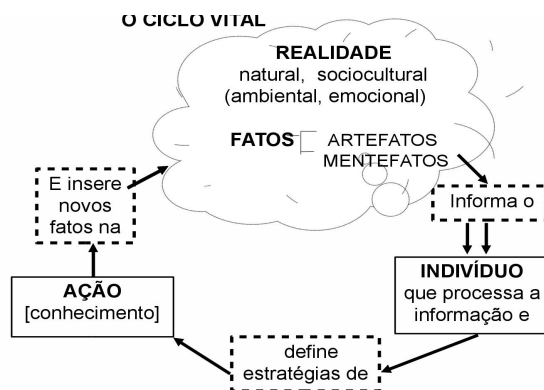 O CICLO VITAL
REALIDADE
natural, sociocultural
(ambiental, emocional)
FATOS
ARTEFATOS
MENTEFATOS
Informa o
INDIVÍDUO
que processa a
informação e
define
estratégias de
AÇÃO
[conhecimento]
E insere
novos
fatos na